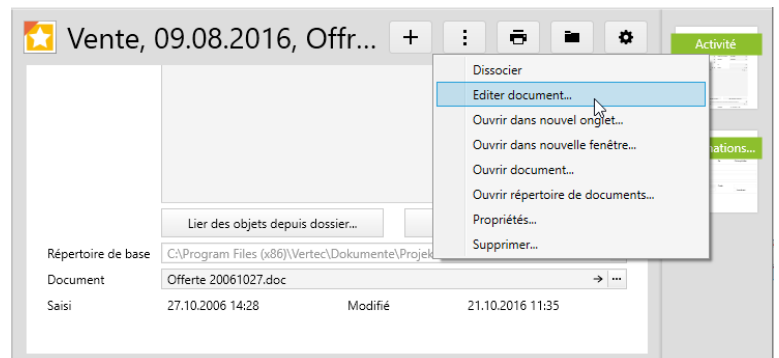 Vente, 09.08.2016, Offr...
Activité
Dissocier
Editer document...
Ouvrir dans nouvel onglet...
Ouvrir dans nouvelle fenêtre...
ations...
Ouvrir document...
Ouvrir répertoire de documents...
Propriétés...
Supprimer...
Lier des objets depuis dossier...
Répertoire de base C:\Program Files (x86)\Vertec\Dokumente\Projek
Document Offerte 20061027.doc
Saisi 27.10.2006 14:28 Modifié 21.10.2016 11:35